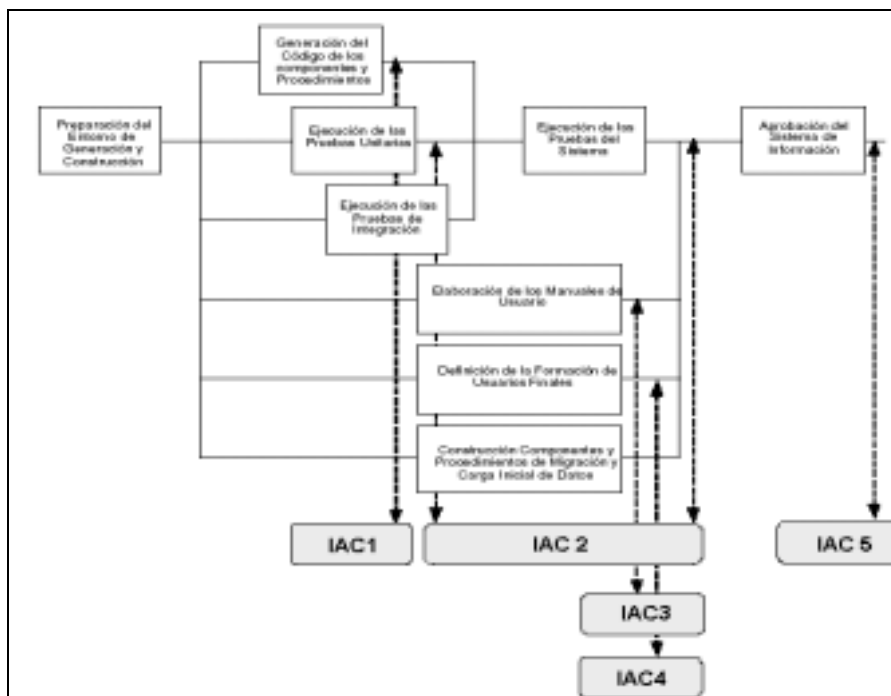 Generación del
Código de los
componentes y
Procedimientos
Preparación del
Entorno de
Generación y
Construcción
Ejecución de las
Pruebas Unitarias
Ejecución de las
Pruebas del
Sistema
Aprobación del
Sistema de
Información
Ejecución de las
Pruebas de
Integración
Elaboración de los Manuales de
Usuario
Definición de la Formación de
Usuarios Finales
Construcción Componentes y
Procedimientos de Migración y
Carga Inicial de Datos
IAC1
IAC 2
IAC 5
IAC3
IAC4